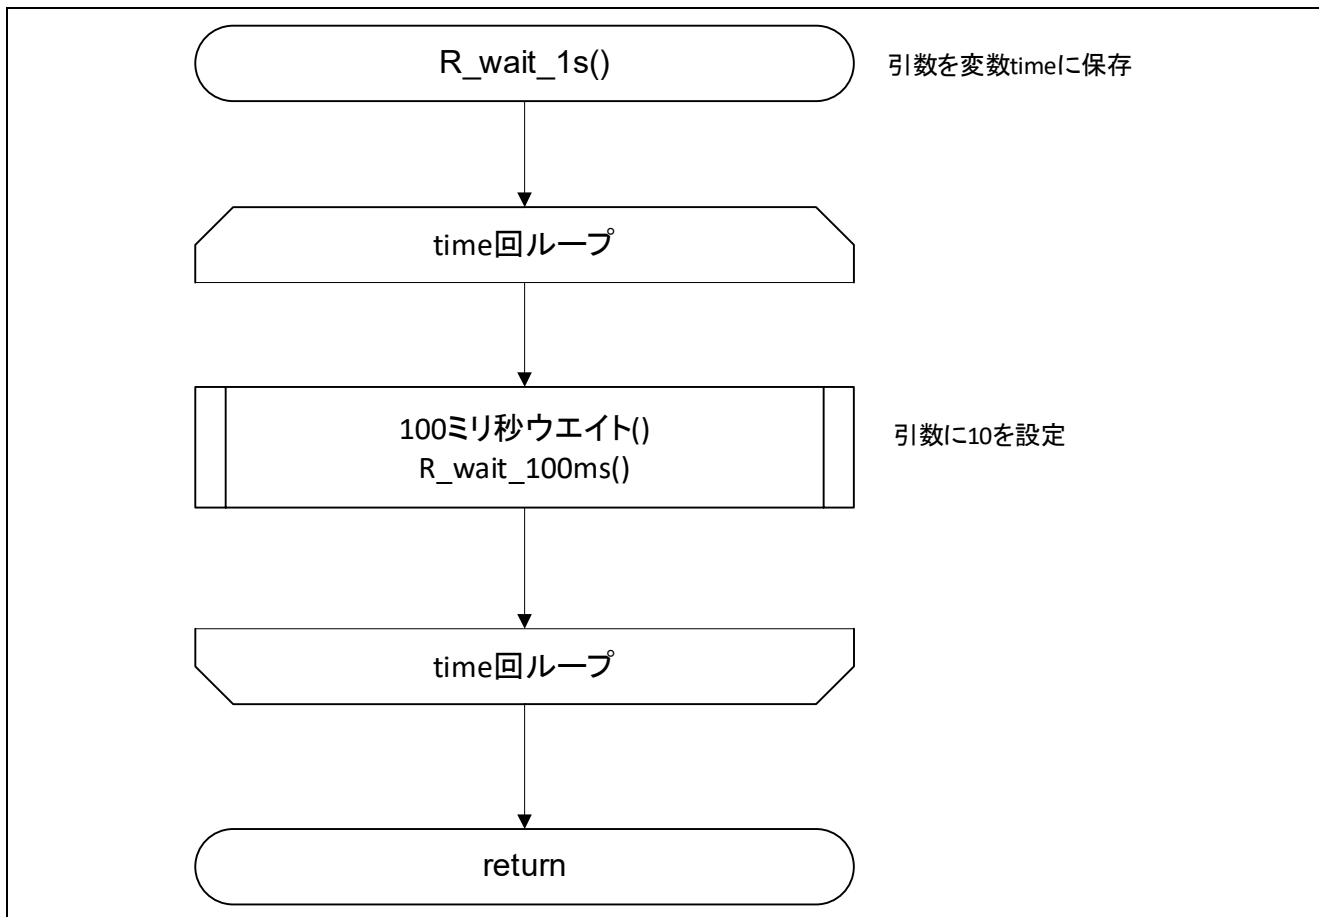 R_wait_1s()
引数を変数timeに保存
time回ループ
100ミリ秒ウエイト()
R_wait_100ms()
引数に10を設定
time回ループ
return